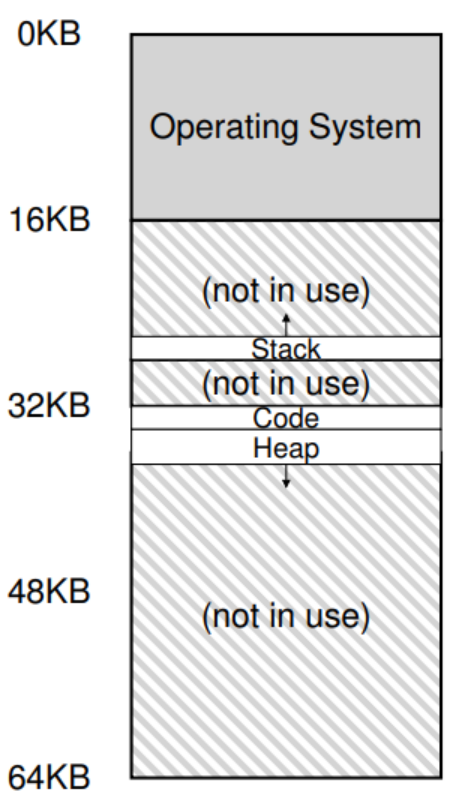 0KB
Operating System
16KB
(not in use)
Stack
(not in use)
32KB
Code
Heap
48KB
(not in use)
64KB